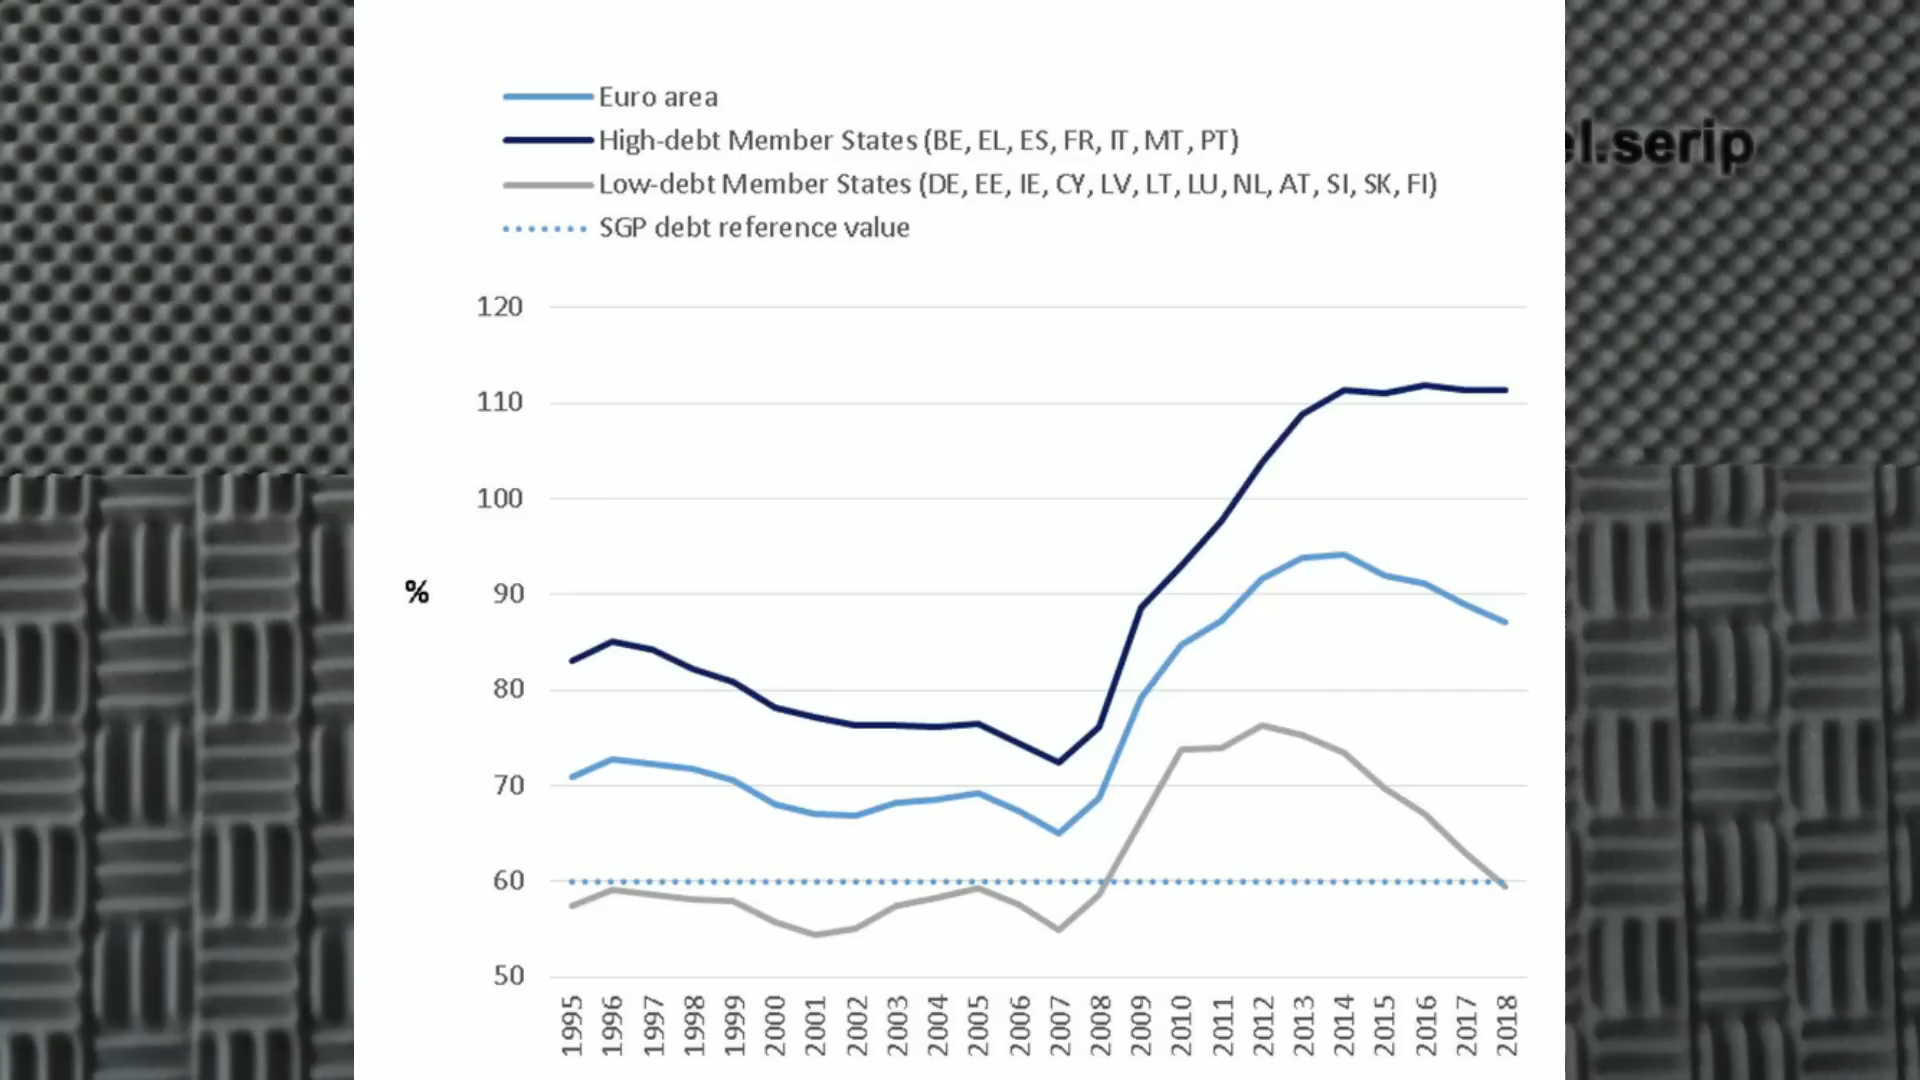 Euro area
High-debt Member States (BE, EL, ES, FR, IT, MT, PT)
Low-debt Member States (DE, EE, IE, CY, LV, LT, LU, NL, AT, SI, SK, FI)
SGP debt reference value
el.serip
120
110
100
%
90
80
70
60
50
1995 1996 1997 1998 1999 2000 2001 2002 2003 2004 2005 2006 2007 2008 2009 2010 2011 2012 2013 2014 2015 2016 2017 2018